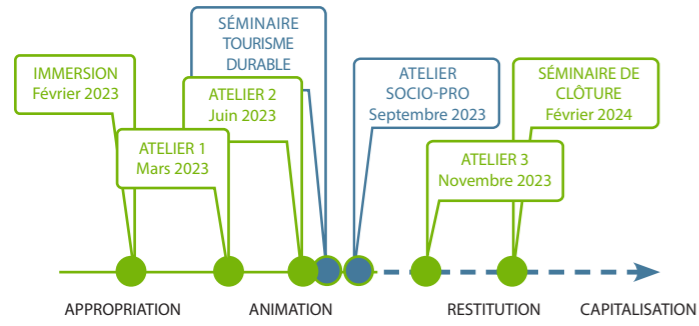 SÉMINAIRE
TOURISME
DURABLE
IMMERSION
Février 2023
ATELIER
SOCIO-PRO
Septembre 2023
SÉMINAIRE DE
CLÔTURE
Février 2024
ATELIER 2
Juin 2023
ATELIER 1
Mars 2023
ATELIER 3
Novembre 2023
APPROPRIATION
ANIMATION
RESTITUTION
CAPITALISATION